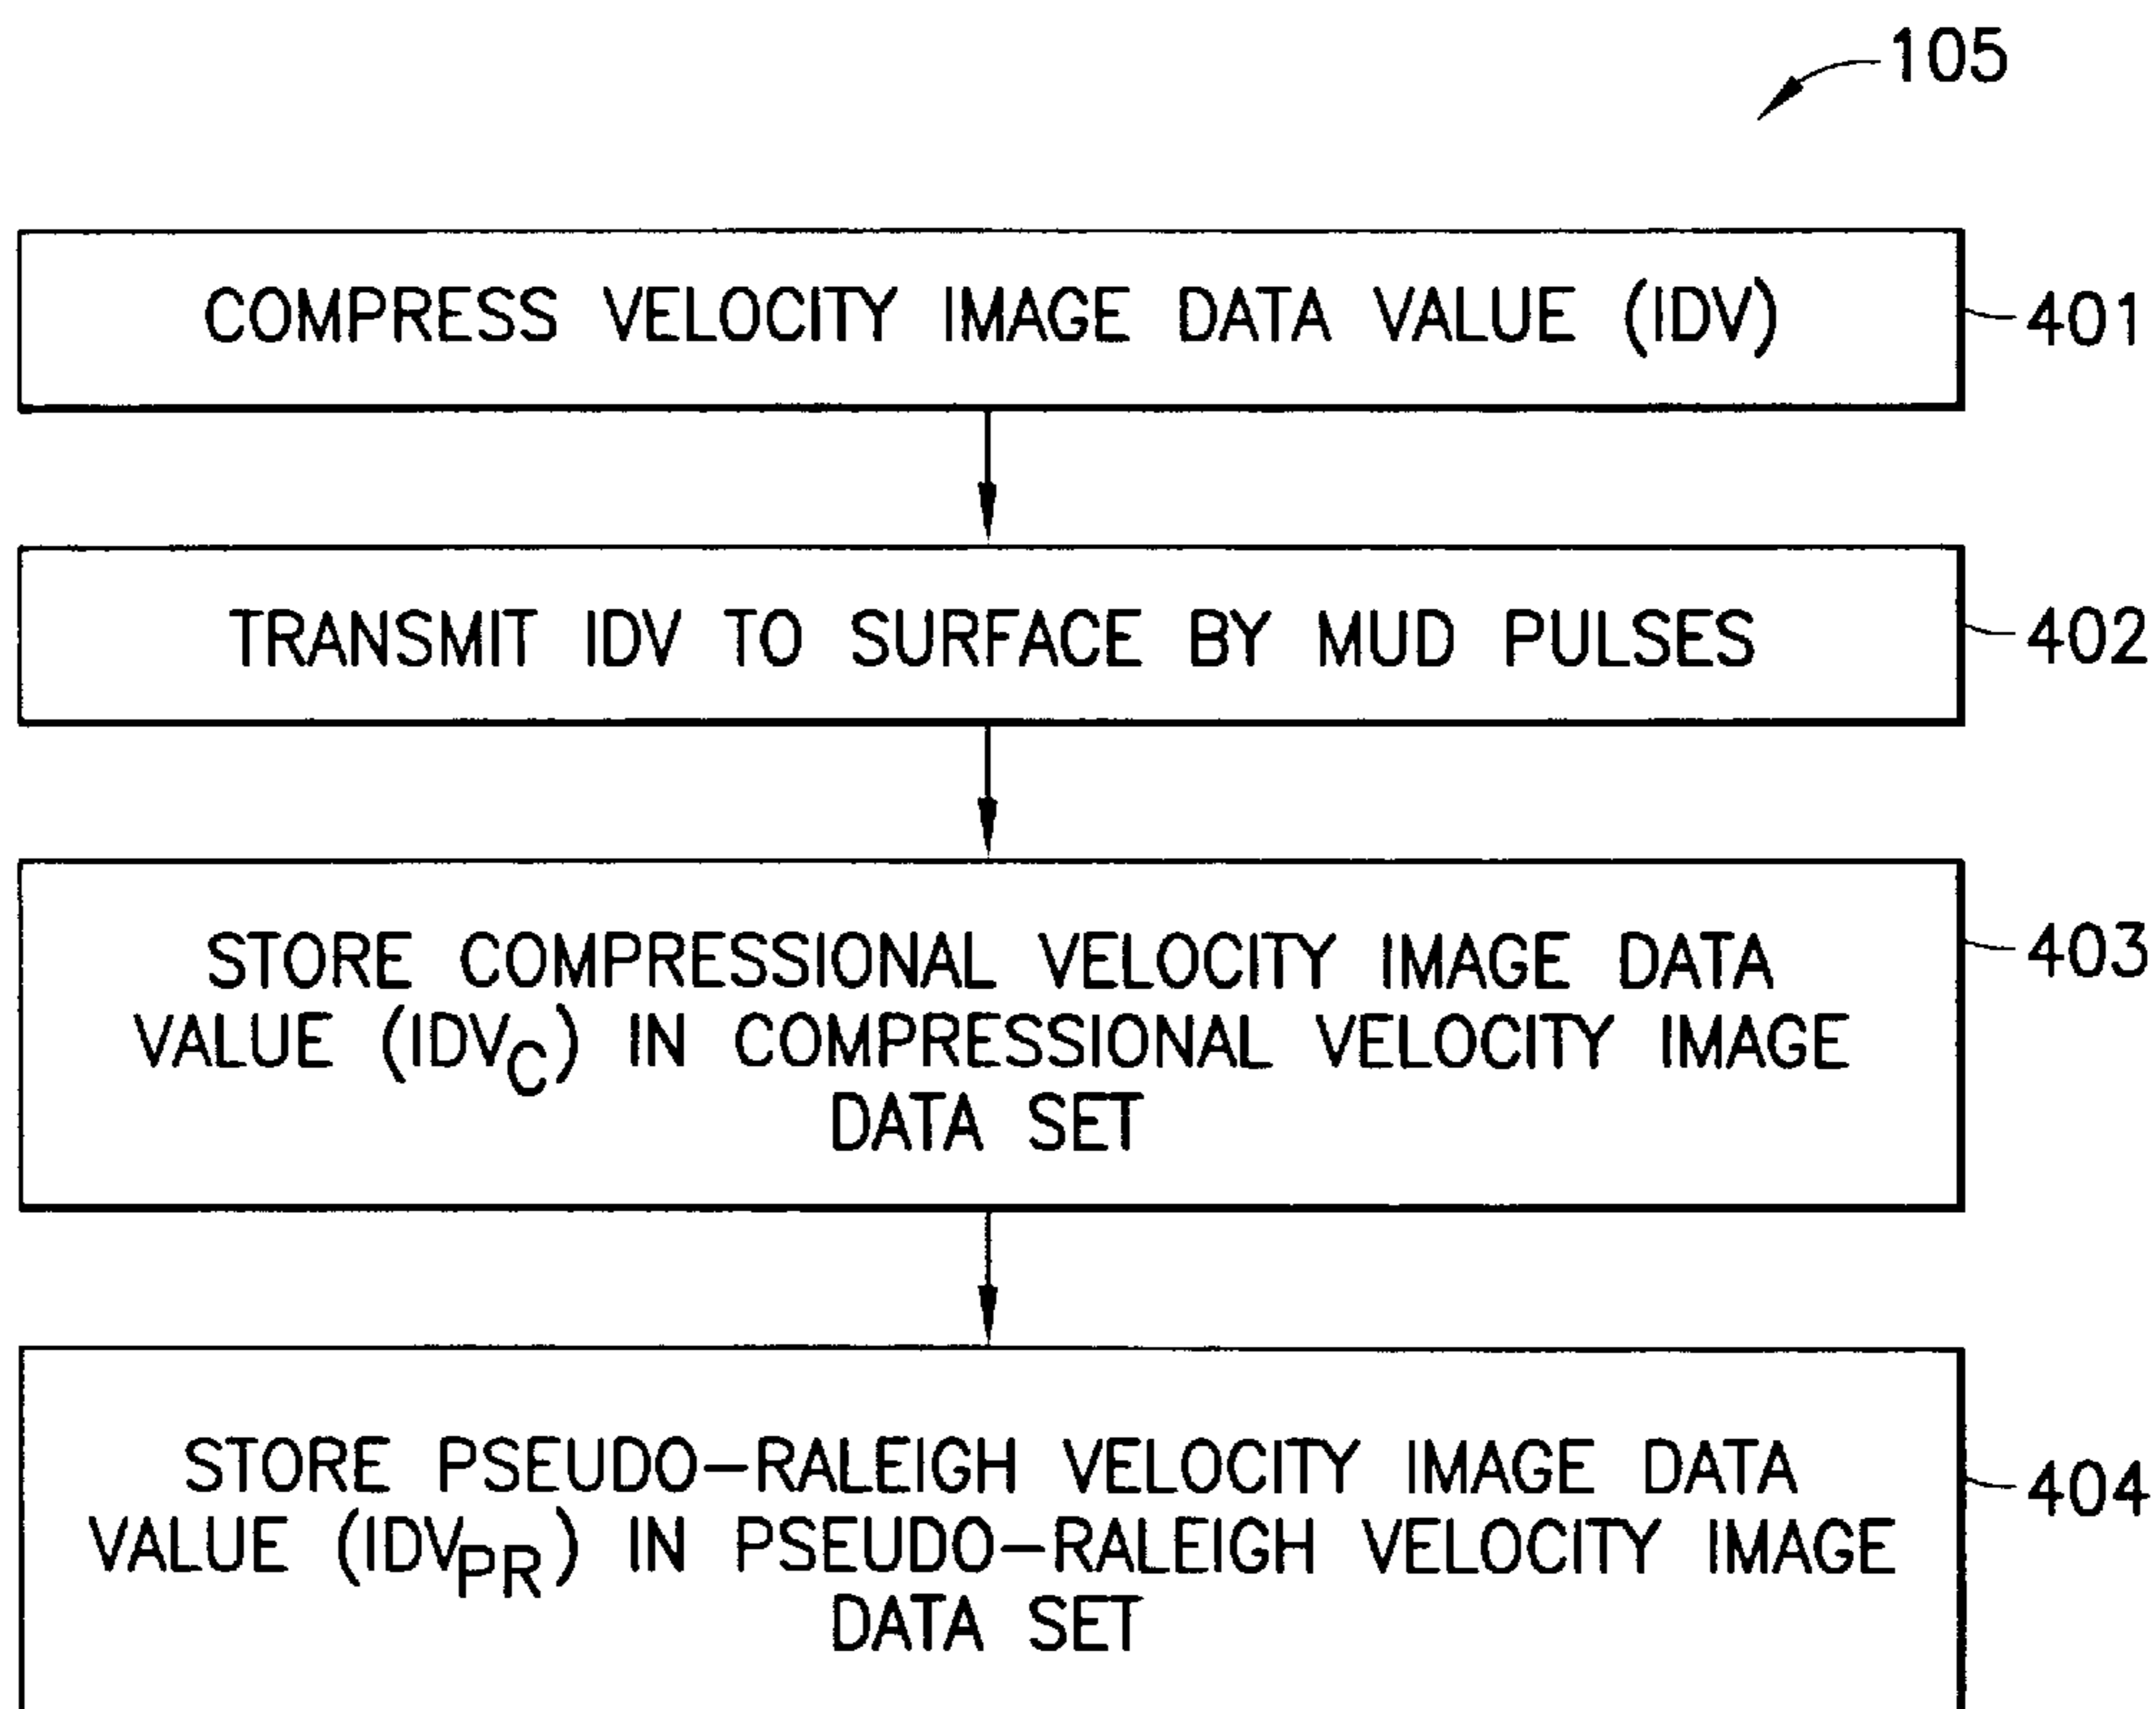 105
COMPRESS VELOCITY IMAGE DATA VALUE (IDV)
401
TRANSMIT IDV TO SURFACE BY MUD PULSES
402
STORE COMPRESSIONAL VELOCITY IMAGE DATA
403
VALUE (IDVC) IN COMPRESSIONAL VELOCITY IMAGE
DATA SET
STORE PSEUDO-RALEIGH VELOCITY IMAGE DATA
404
VALUE (IDVPR) IN PSEUDO-RALEIGH VELOCITY IMAGE
DATA SET